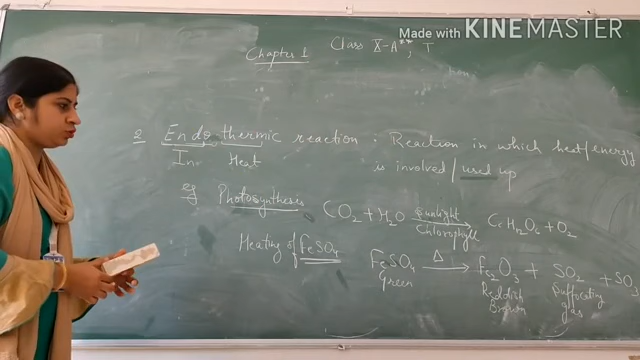 Made with KINEMASTER
Chapter 1 Class X-A
2 Endothermic reaction. Reaction in which heat/energy
Inn Heat is involved/used up
eg Photosynthesis CO2 + H2O Sunlight → Chlorophyll C6H12O6 + O2
Heating of FeSO4 FeSO4 Δ → Fe2O3 + SO2 + SO3
green Reddish Brown Suffocating gas